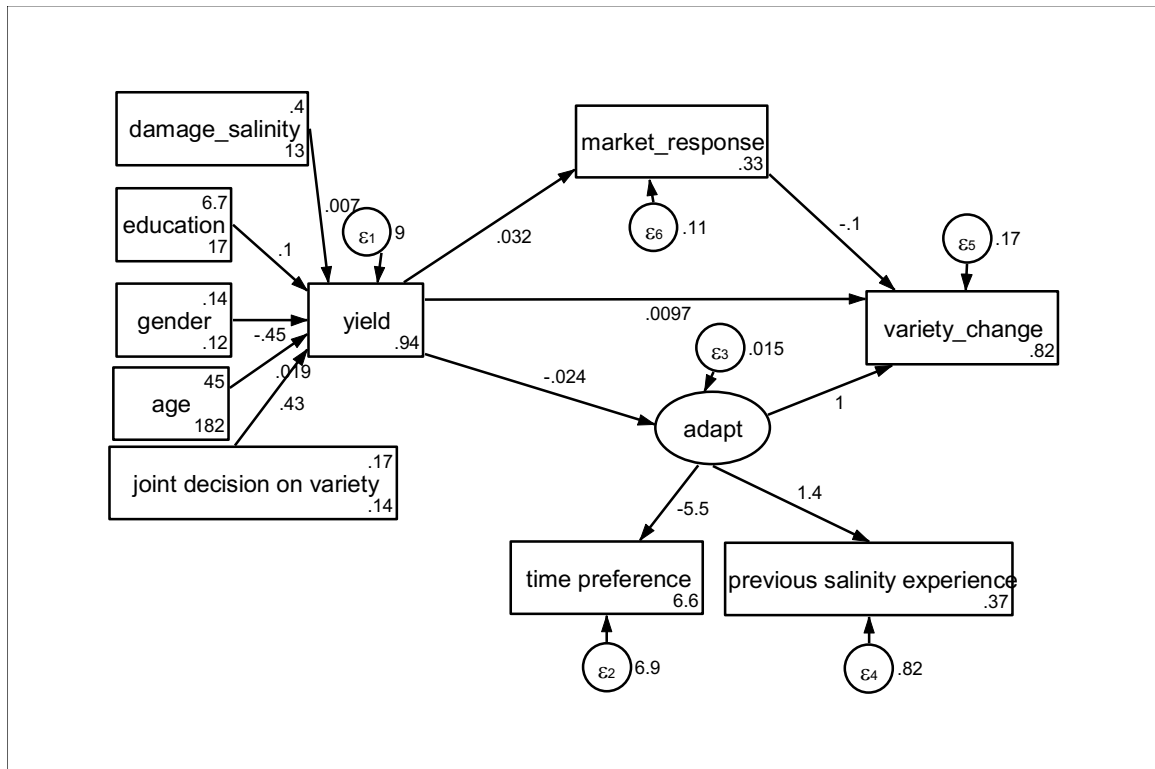 .4
damage_salinity
13
6.7
education
17
.14
gender
.12
45
age
182
.17
joint decision on variety
.14
.007
.1
-.45
.019
.43
ε1
9
yield
.94
.032
.0097
-.024
market_response
.33
ε6
.11
-.1
ε5
.17
variety_change
.82
ε3
.015
adapt
1
-5.5
1.4
time preference
6.6
previous salinity experience
.37
ε2
6.9
ε4
.82